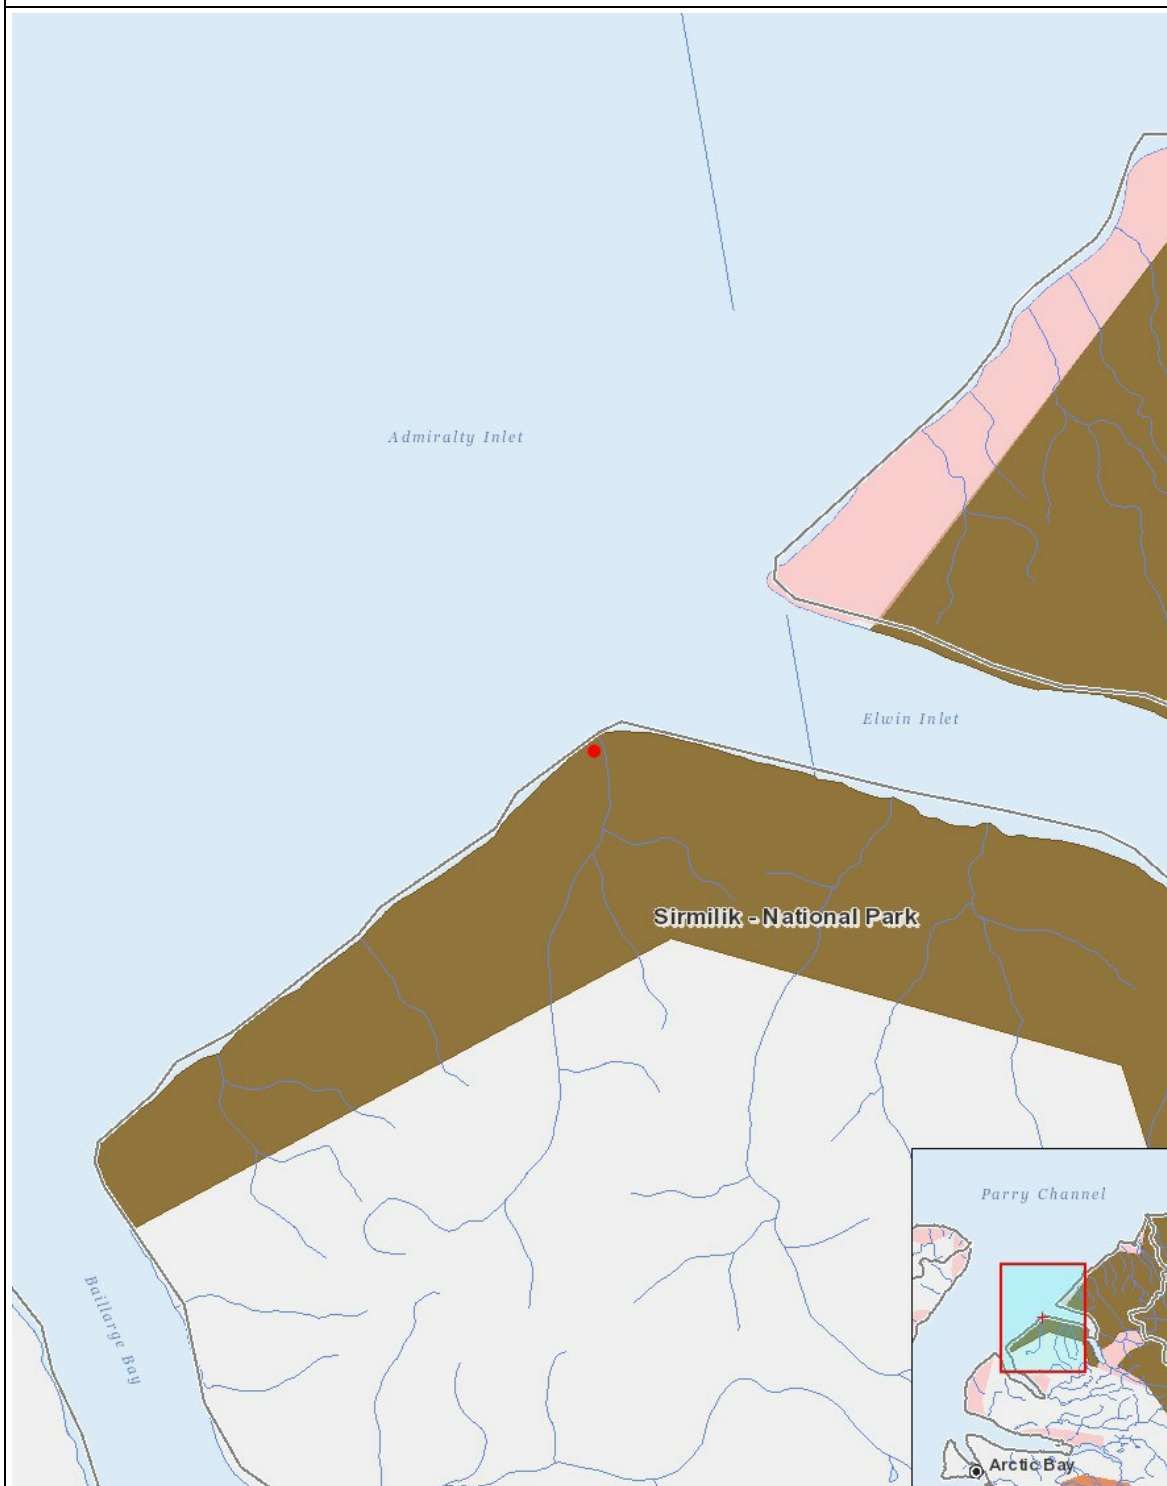 Admiralty Inlet
Elwin Inlet
Sirmilik - National Park
Parry Channel
Baillarge Bay
Arctic Bay